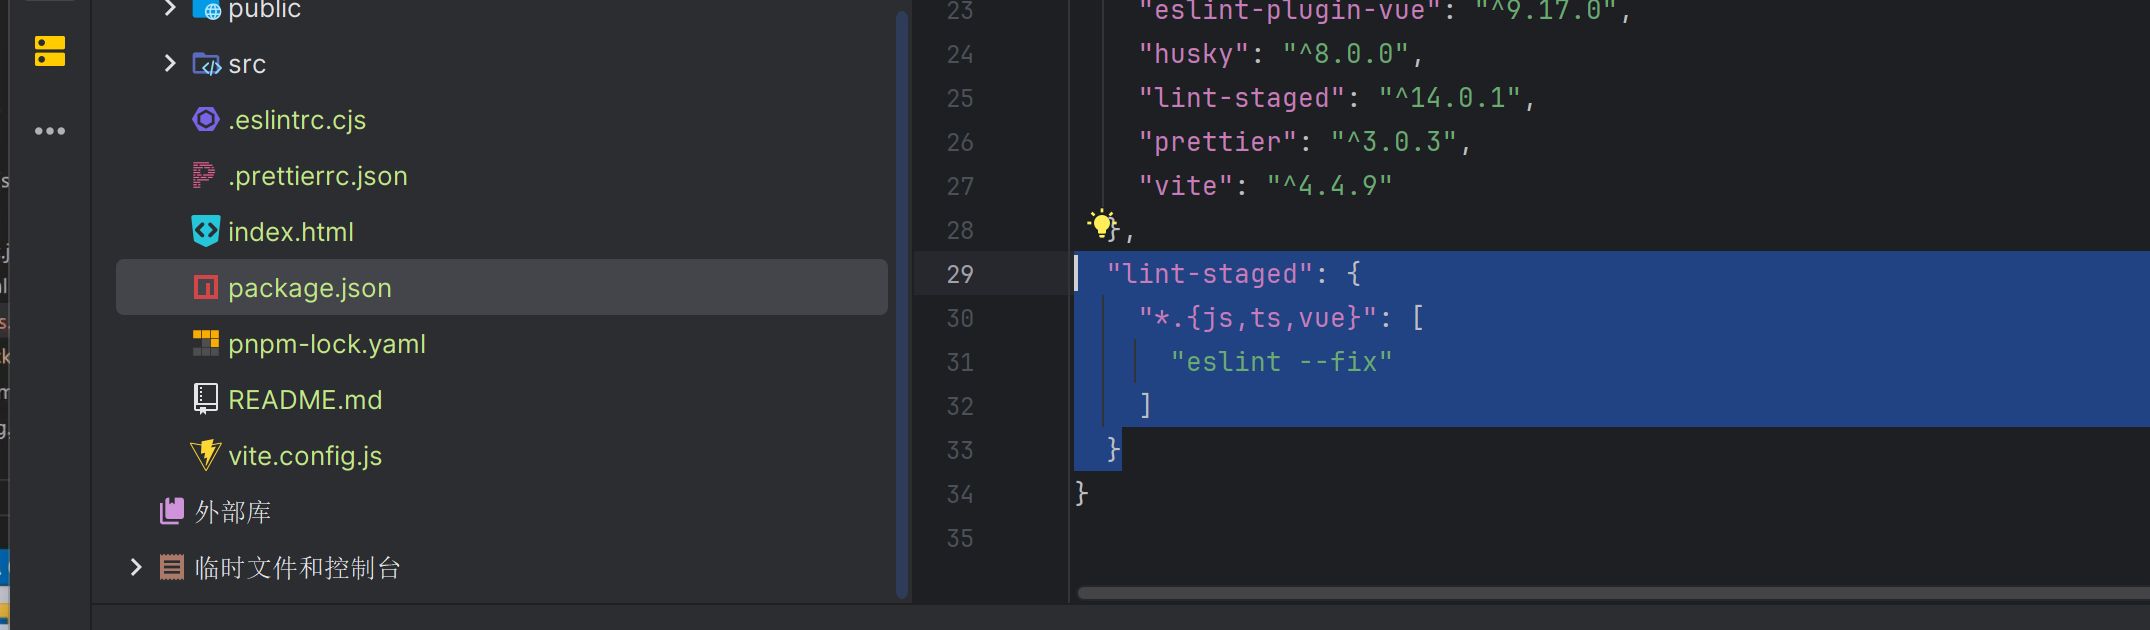 public
src
.eslintrc.cjs
.prettierrc.json
index.html
package.json
pnpm-lock.yaml
README.md
vite.config.js
外部库
临时文件和控制台
23 "eslint-plugin-vue": "^9.17.0",
24 "husky": "^8.0.0",
25 "lint-staged": "^14.0.1",
26 "prettier": "^3.0.3",
27 "vite": "^4.4.9"
28 },
29 "lint-staged": {
30 "*.{js,ts,vue}": [
31 "eslint --fix"
32 ]
33 }
34 }
35